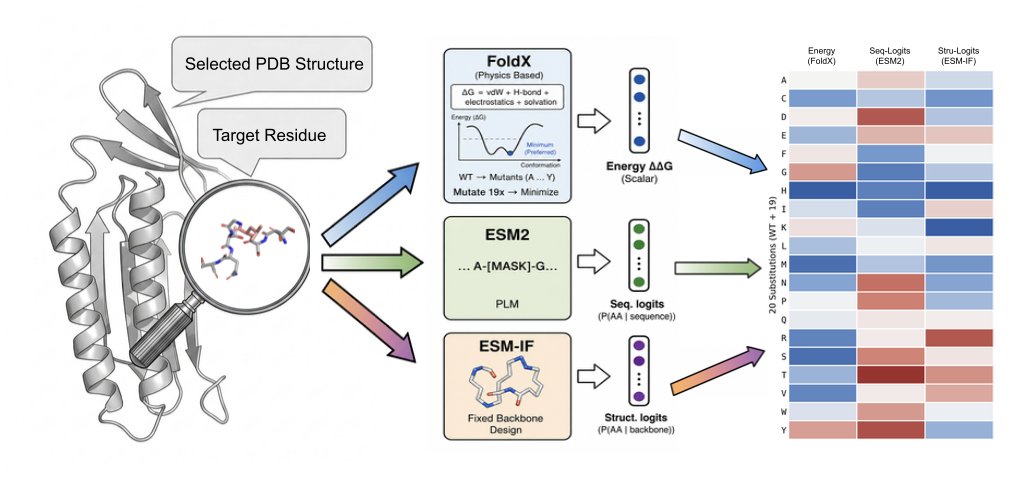 Selected PDB Structure
Target Residue
FoldX
(Physics Based)
ΔG = vdW + H-bond +
electrostatics + solvation
Energy (ΔG)
Minimum
(Preferred)
Conformation
WT → Mutants (A ... Y)
Mutate 19x → Minimize
Energy ΔΔG
(Scalar)
ESM2
... A-[MASK]-G...
PLM
Seq. logits
(P(AA | sequence))
ESM-IF
Fixed Backbone
Design
Struct. logits
(P(AA | backbone))
Energy
(FoldX)
Seq-Logits
(ESM2)
Stru-Logits
(ESM-IF)
20 Substitutions (WT + 19)
A
C
D
E
F
G
H
I
K
L
M
N
P
Q
R
S
T
V
W
Y